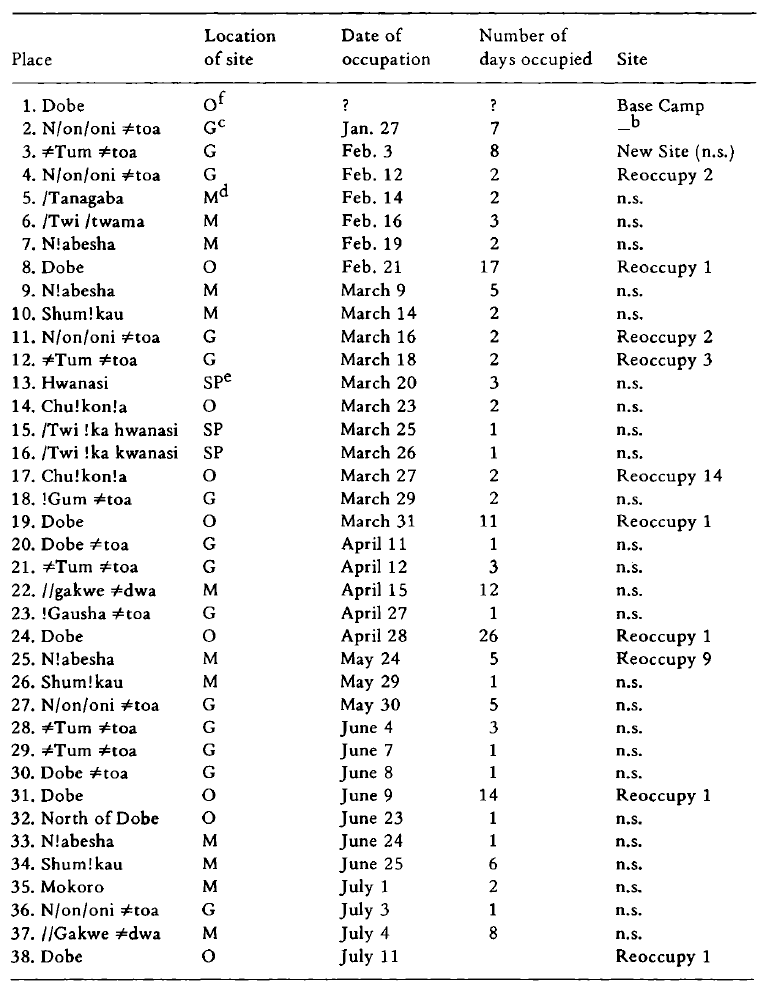 Place Location of site Date of occupation Number of days occupied Site
1. Dobe Oᶠ ? ? Base Camp
2. N/on/oni ≠toa Gᶜ Jan. 27 7 –ᵇ
3. ≠Tum ≠toa G Feb. 3 8 New Site (n.s.)
4. N/on/oni ≠toa G Feb. 12 2 Reoccupy 2
5. /Tanagaba Mᵈ Feb. 14 2 n.s.
6. /Twi /twama M Feb. 16 3 n.s.
7. N!abesha M Feb. 19 2 n.s.
8. Dobe O Feb. 21 17 Reoccupy 1
9. N!abesha M March 9 5 n.s.
10. Shum!kau M March 14 2 n.s.
11. N/on/oni ≠toa G March 16 2 Reoccupy 2
12. ≠Tum ≠toa G March 18 2 Reoccupy 3
13. Hwanasi SPᵉ March 20 3 n.s.
14. Chu!kon!a O March 23 2 n.s.
15. /Twi !ka hwanasi SP March 25 1 n.s.
16. /Twi !ka kwanasi SP March 26 1 n.s.
17. Chu!kon!a O March 27 2 Reoccupy 14
18. !Gum ≠toa G March 29 2 n.s.
19. Dobe O March 31 11 Reoccupy 1
20. Dobe ≠toa G April 11 1 n.s.
21. ≠Tum ≠toa G April 12 3 n.s.
22. //gakwe ≠dwa M April 15 12 n.s.
23. !Gausha ≠toa G April 27 1 n.s.
24. Dobe O April 28 26 Reoccupy 1
25. N!abesha M May 24 5 Reoccupy 9
26. Shum!kau M May 29 1 n.s.
27. N/on/oni ≠toa G May 30 5 n.s.
28. ≠Tum ≠toa G June 4 3 n.s.
29. ≠Tum ≠toa G June 7 1 n.s.
30. Dobe ≠toa G June 8 1 n.s.
31. Dobe O June 9 14 Reoccupy 1
32. North of Dobe O June 23 1 n.s.
33. N!abesha M June 24 1 n.s.
34. Shum!kau M June 25 6 n.s.
35. Mokoro M July 1 2 n.s.
36. N/on/oni ≠toa G July 3 1 n.s.
37. //Gakwe ≠dwa M July 4 8 n.s.
38. Dobe O July 11 Reoccupy 1